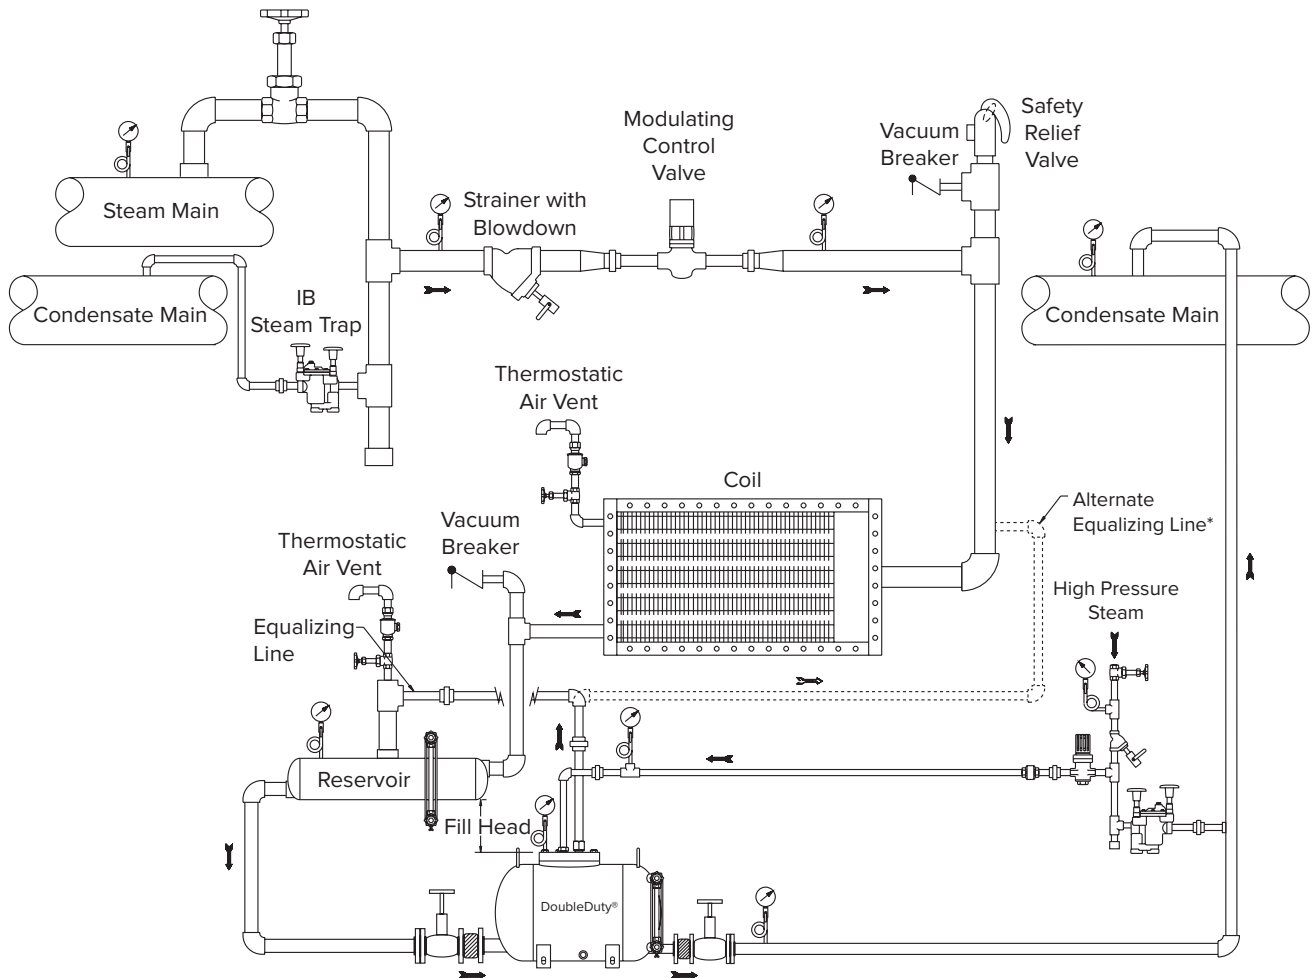 Safety
Relief
Valve
Modulating
Control
Valve
Vacuum
Breaker
Steam Main
Strainer with
Blowdown
Condensate Main
IB
Steam Trap
Condensate Main
Thermostatic
Air Vent
Coil
Alternate
Equalizing Line*
Vacuum
Breaker
Thermostatic
Air Vent
High Pressure
Steam
Equalizing
Line
Reservoir
Fill Head
DoubleDuty®